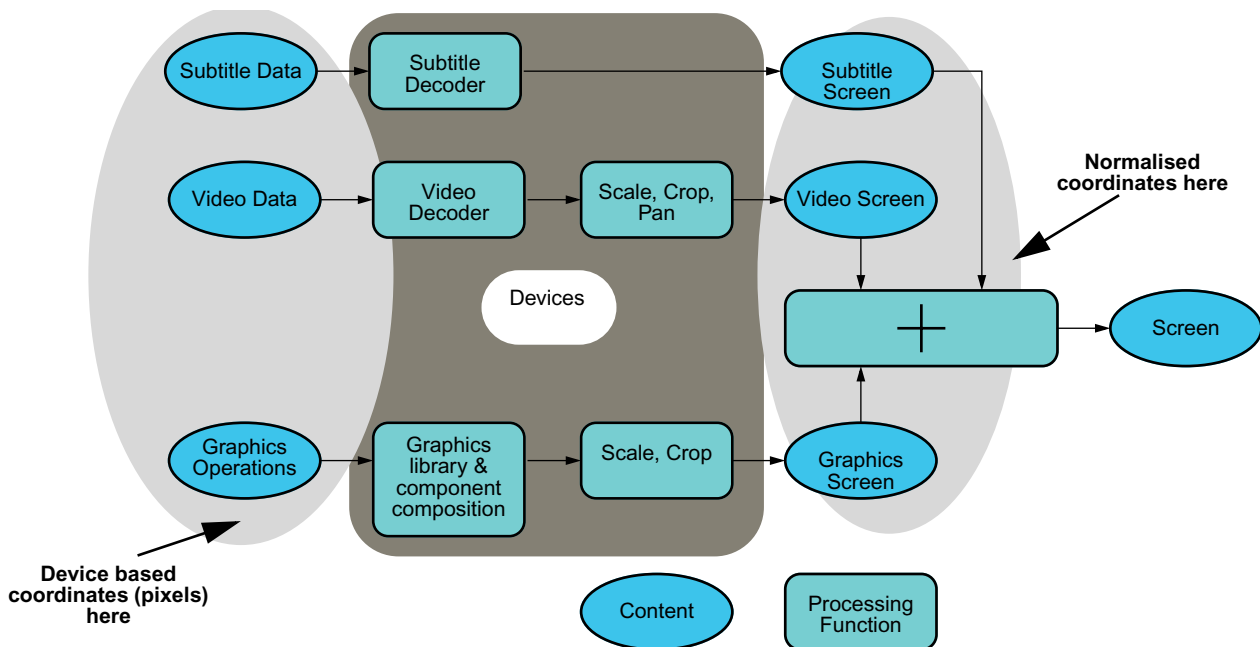 Subtitle Data
Subtitle
Decoder
Subtitle
Screen
Normalised
coordinates here
Video Data
Video
Decoder
Scale, Crop,
Pan
Video Screen
Devices
+
Screen
Graphics
Operations
Graphics
library &
component
composition
Scale, Crop
Graphics
Screen
Device based
coordinates (pixels)
here
Content
Processing
Function